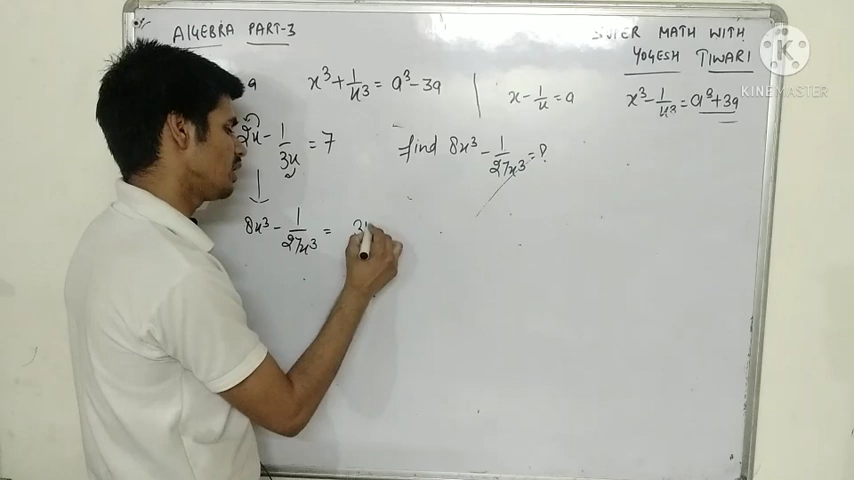 ALGEBRA PART-3
SUPER MATH WITH
YOGESH TIWARI
KINEMASTER
a x³ + 1/x³ = a³ - 3a
x - 1/x = a
x³ - 1/x³ = a³ + 3a
2x - 1/3x = 7 find 8x³ - 1/27x³ = ?
8x³ - 1/27x³ =